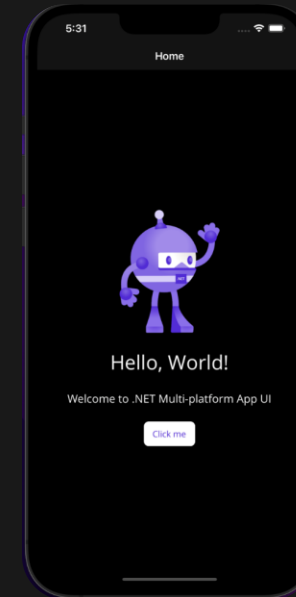 5:31
Home
Hello, World!
Welcome to .NET Multi-platform App UI
Click me